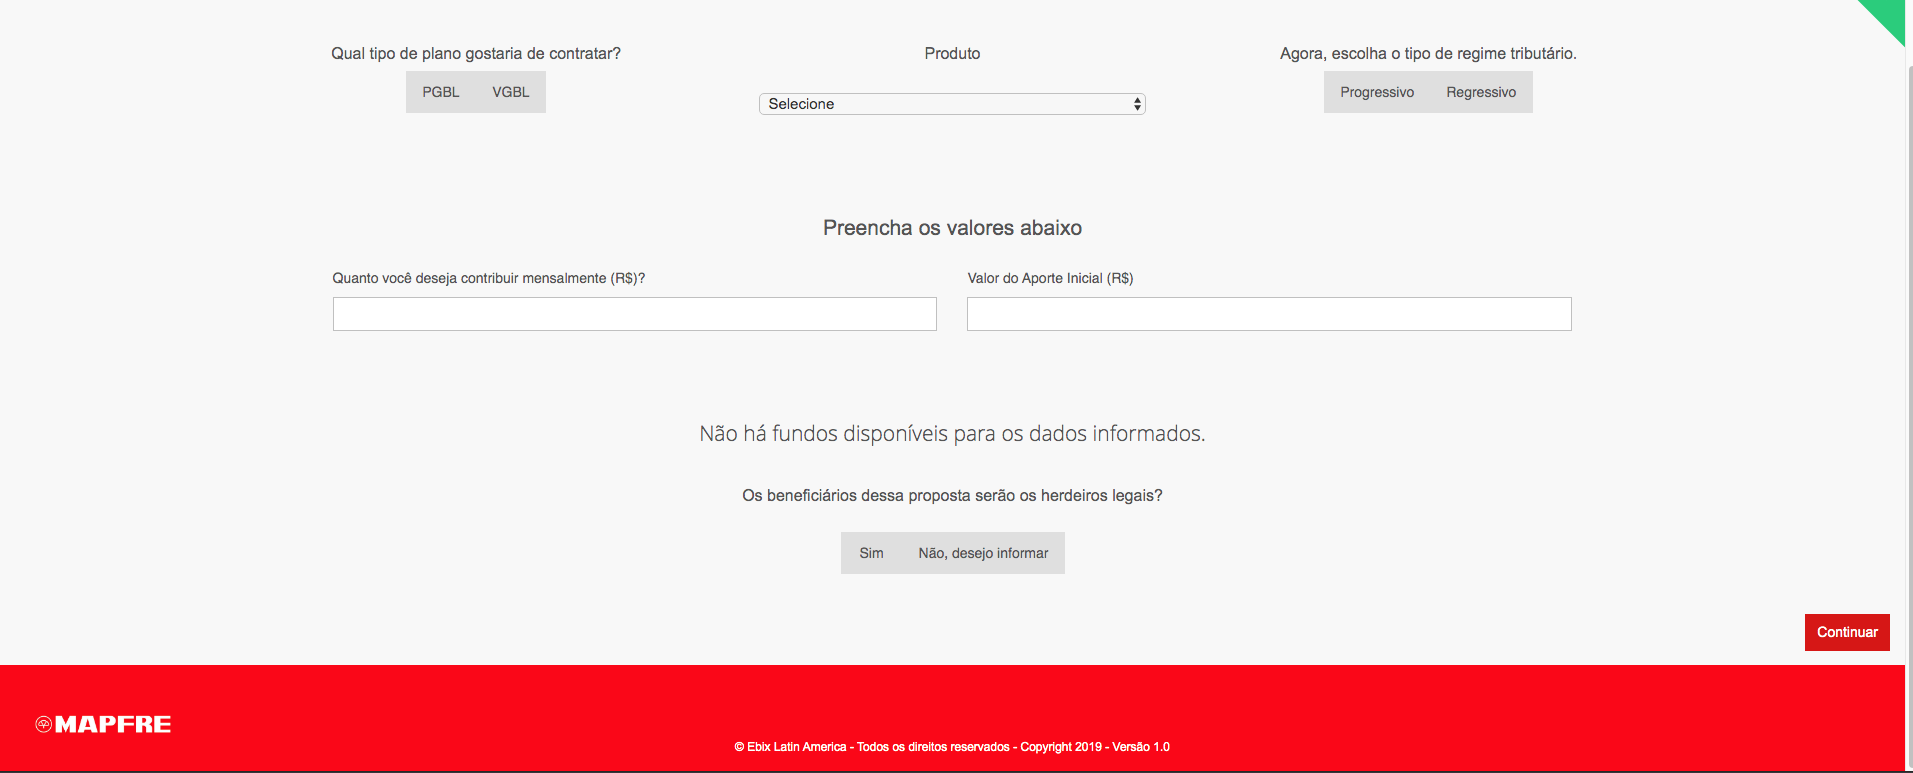 Qual tipo de plano gostaria de contratar?
PGBL VGBL
Produto
Selecione
Agora, escolha o tipo de regime tributário.
Progressivo Regressivo
Preencha os valores abaixo
Quanto você deseja contribuir mensalmente (R$)?
Valor do Aporte Inicial (R$)
Não há fundos disponíveis para os dados informados.
Os beneficiários dessa proposta serão os herdeiros legais?
Sim Não, desejo informar
Continuar
MAPFRE
© Ebix Latin America - Todos os direitos reservados - Copyright 2019 - Versão 1.0